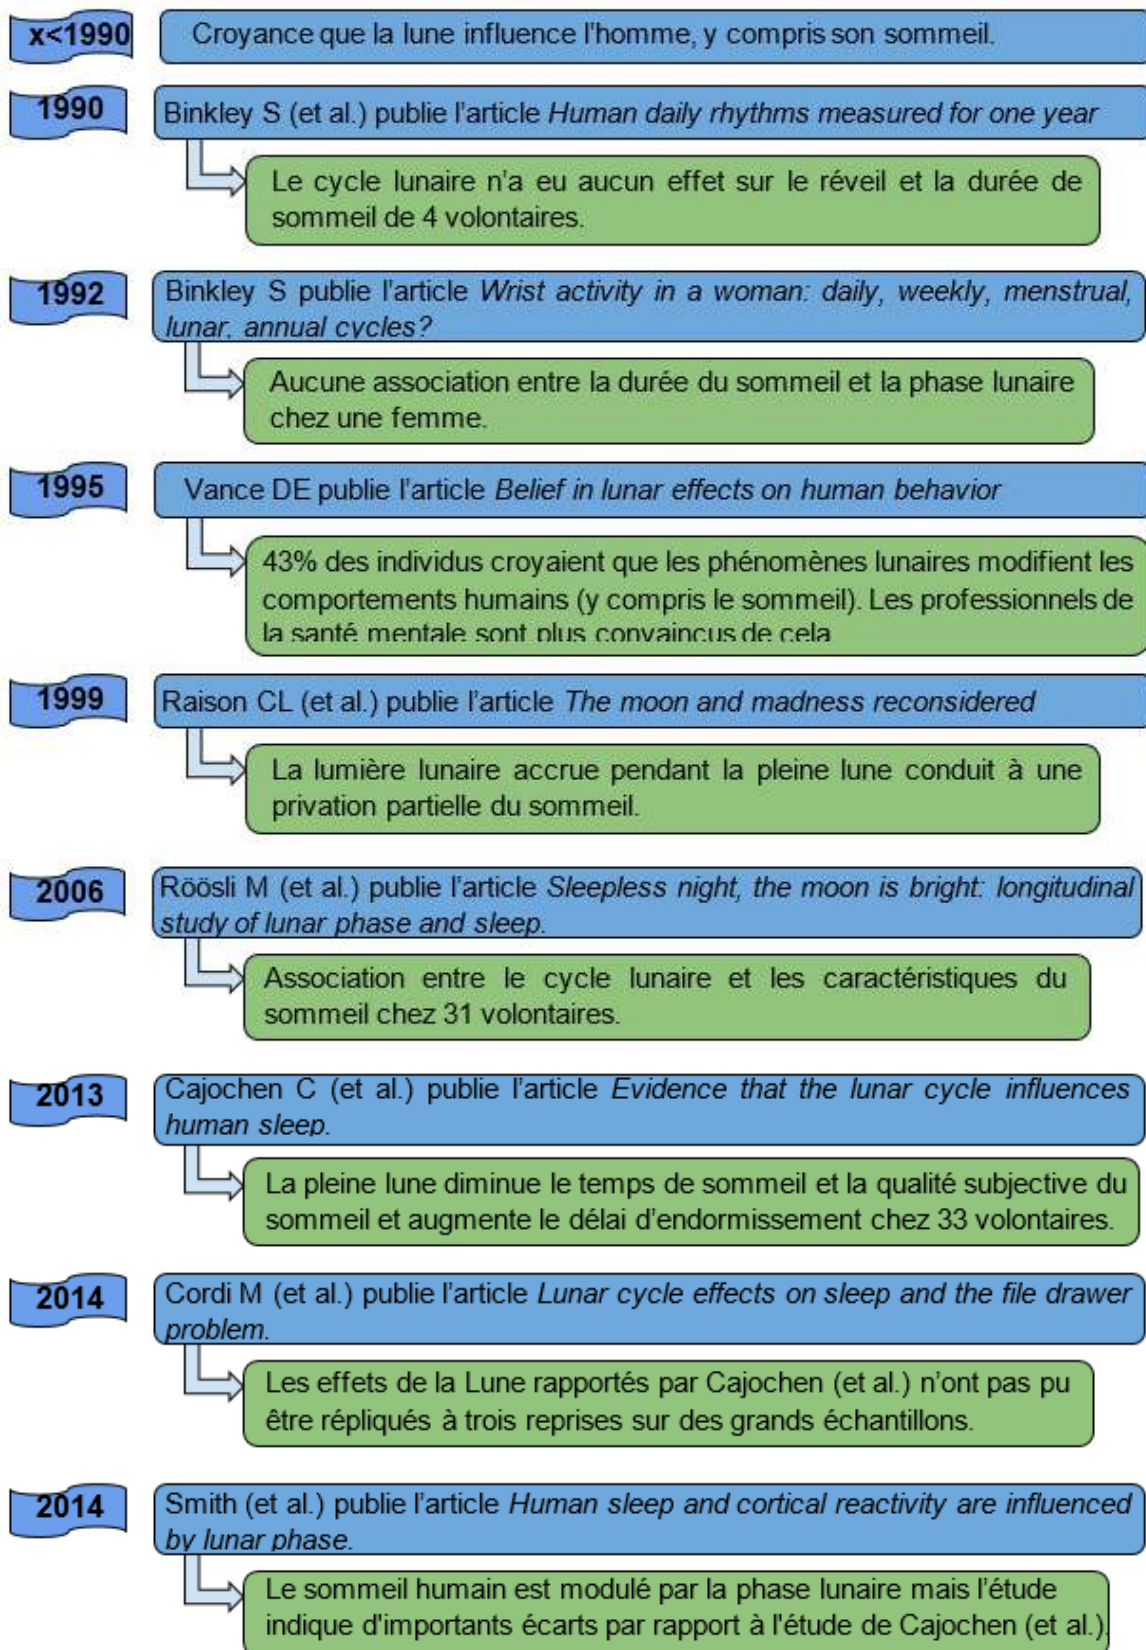 x<1990
Croyance que la lune influence l'homme, y compris son sommeil.
1990
Binkley S (et al.) publie l'article Human daily rhythms measured for one year
Le cycle lunaire n'a eu aucun effet sur le réveil et la durée de
sommeil de 4 volontaires.
1992
Binkley S publie l'article Wrist activity in a woman: daily, weekly, menstrual,
lunar, annual cycles?
Aucune association entre la durée du sommeil et la phase lunaire
chez une femme.
1995
Vance DE publie l'article Belief in lunar effects on human behavior
43% des individus croyaient que les phénomènes lunaires modifient les
comportements humains (y compris le sommeil). Les professionnels de
la santé mentale sont plus convaincus de cela
1999
Raison CL (et al.) publie l'article The moon and madness reconsidered
La lumière lunaire accrue pendant la pleine lune conduit à une
privation partielle du sommeil.
2006
Röösli M (et al.) publie l'article Sleepless night, the moon is bright: longitudinal
study of lunar phase and sleep.
Association entre le cycle lunaire et les caractéristiques du
sommeil chez 31 volontaires.
2013
Cajochen C (et al.) publie l'article Evidence that the lunar cycle influences
human sleep.
La pleine lune diminue le temps de sommeil et la qualité subjective du
sommeil et augmente le délai d'endormissement chez 33 volontaires.
2014
Cordi M (et al.) publie l'article Lunar cycle effects on sleep and the file drawer
problem.
Les effets de la Lune rapportés par Cajochen (et al.) n'ont pas pu
être répliqués à trois reprises sur des grands échantillons.
2014
Smith (et al.) publie l'article Human sleep and cortical reactivity are influenced
by lunar phase.
Le sommeil humain est modulé par la phase lunaire mais l'étude
indique d'importants écarts par rapport à l'étude de Cajochen (et al.).